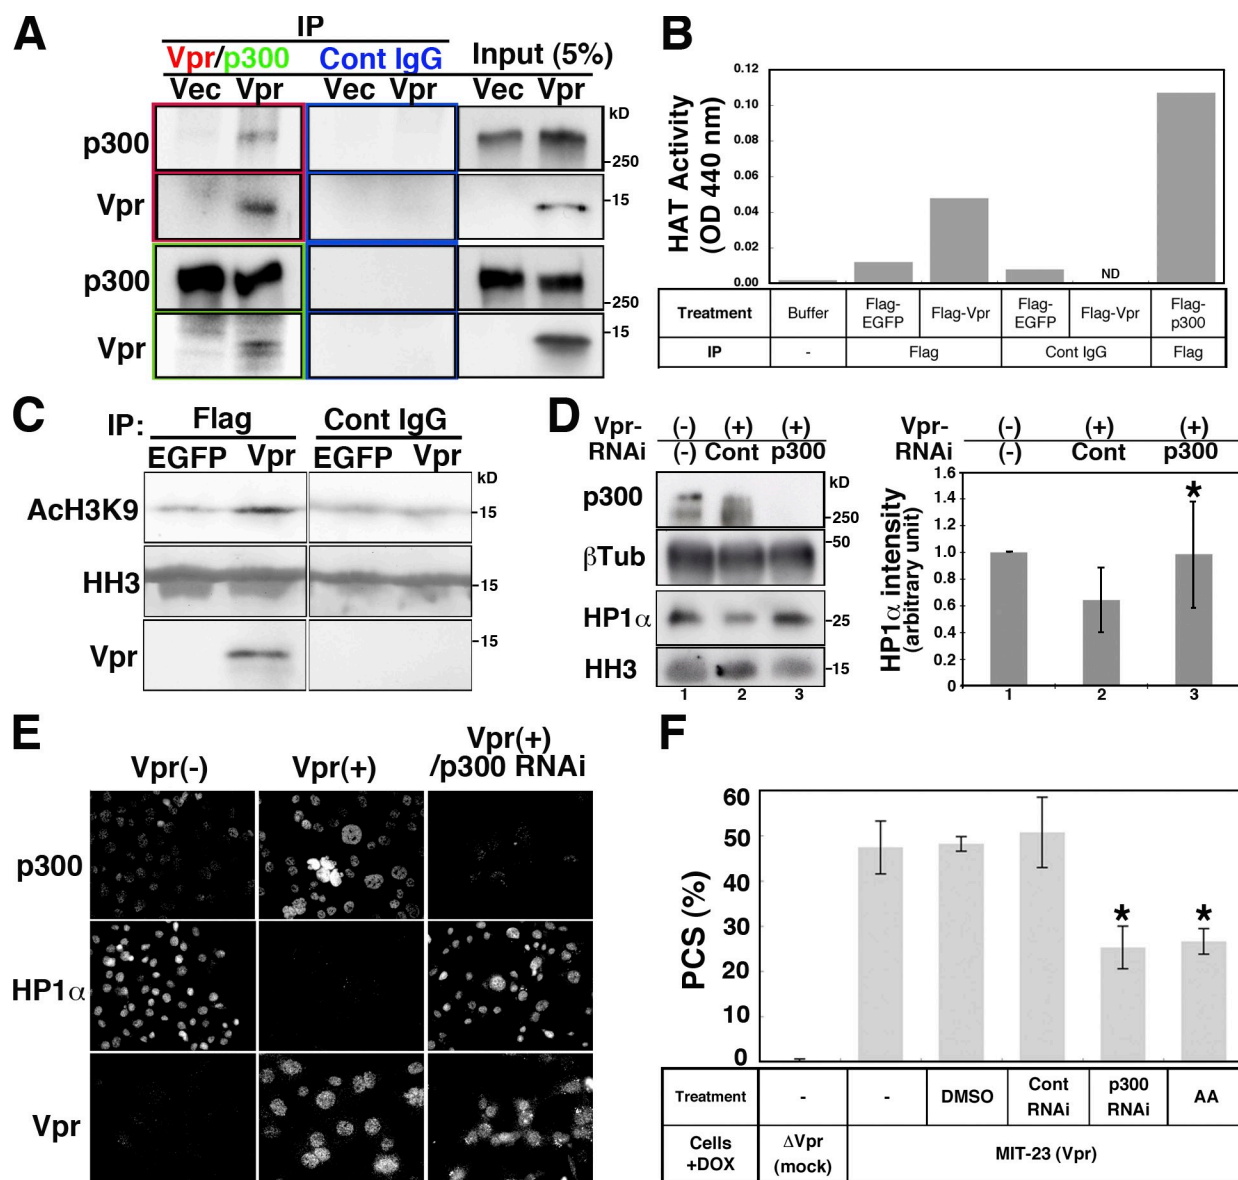 A
IP
Vpr/p300 Cont IgG Input (5%)
Vec Vpr Vec Vpr Vec Vpr
kD
p300
-250
Vpr
-15
p300
-250
Vpr
-15
B
HAT Activity
(OD 440 nm)
0.12
0.10
0.08
0.06
0.04
0.02
0.00
ND
Treatment Buffer Flag-EGFP Flag-Vpr Flag-EGFP Flag-Vpr Flag-p300
IP - Flag Cont IgG Flag
C
IP: Flag Cont IgG
EGFP Vpr EGFP Vpr
kD
AcH3K9
-15
HH3
-15
Vpr
-15
D
Vpr- (-) (+) (+)
RNAi (-) Cont p300
kD
p300
-250
-50
βTub
HP1α
-25
HH3
-15
1 2 3
Vpr- (-) (+) (+)
RNAi (-) Cont p300
HP1α intensity
(arbitrary unit)
1.6
1.4
1.2
1.0
0.8
0.6
0.4
0.2
0
*
1 2 3
E
Vpr(-) Vpr(+) Vpr(+)
/p300 RNAi
p300
HP1α
Vpr
F
PCS (%)
60
50
40
30
20
10
0
* *
Treatment - - DMSO Cont RNAi p300 RNAi AA
Cells +DOX ΔVpr (mock) MIT-23 (Vpr)